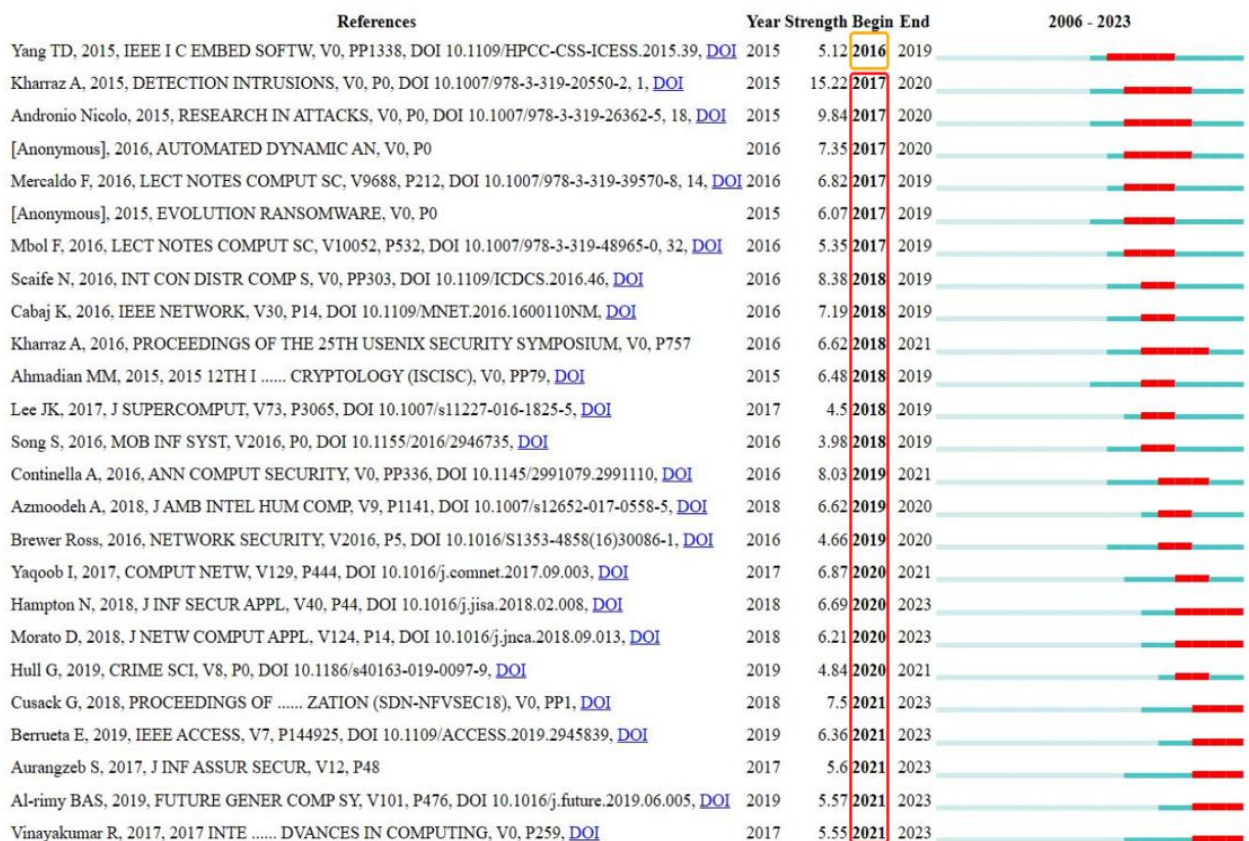 References Year Strength Begin End 2006 - 2023
Yang TD, 2015, IEEE I C EMBED SOFTW, V0, PP1338, DOI 10.1109/HPCC-CSS-ICESS.2015.39, DOI 2015 5.12 2016 2019
Kharraz A, 2015, DETECTION INTRUSIONS, V0, P0, DOI 10.1007/978-3-319-20550-2, 1, DOI 2015 15.22 2017 2020
Andronio Nicolo, 2015, RESEARCH IN ATTACKS, V0, P0, DOI 10.1007/978-3-319-26362-5, 18, DOI 2015 9.84 2017 2020
[Anonymous], 2016, AUTOMATED DYNAMIC AN, V0, P0 2016 7.35 2017 2020
Mercaldo F, 2016, LECT NOTES COMPUT SC, V9688, P212, DOI 10.1007/978-3-319-39570-8, 14, DOI 2016 6.82 2017 2019
[Anonymous], 2015, EVOLUTION RANSOMWARE, V0, P0 2015 6.07 2017 2019
Mbol F, 2016, LECT NOTES COMPUT SC, V10052, P532, DOI 10.1007/978-3-319-48965-0, 32, DOI 2016 5.35 2017 2019
Scaife N, 2016, INT CON DISTR COMP S, V0, PP303, DOI 10.1109/ICDCS.2016.46, DOI 2016 8.38 2018 2019
Cabaj K, 2016, IEEE NETWORK, V30, P14, DOI 10.1109/MNET.2016.1600110NM, DOI 2016 7.19 2018 2019
Kharraz A, 2016, PROCEEDINGS OF THE 25TH USENIX SECURITY SYMPOSIUM, V0, P757 2016 6.62 2018 2021
Ahmadian MM, 2015, 2015 12TH I ...... CRYPTOLOGY (ISCISC), V0, PP79, DOI 2015 6.48 2018 2019
Lee JK, 2017, J SUPERCOMPUT, V73, P3065, DOI 10.1007/s11227-016-1825-5, DOI 2017 4.5 2018 2019
Song S, 2016, MOB INF SYST, V2016, P0, DOI 10.1155/2016/2946735, DOI 2016 3.98 2018 2019
Continella A, 2016, ANN COMPUT SECURITY, V0, PP336, DOI 10.1145/2991079.2991110, DOI 2016 8.03 2019 2021
Azmoodeh A, 2018, J AMB INTEL HUM COMP, V9, P1141, DOI 10.1007/s12652-017-0558-5, DOI 2018 6.62 2019 2020
Brewer Ross, 2016, NETWORK SECURITY, V2016, P5, DOI 10.1016/S1353-4858(16)30086-1, DOI 2016 4.66 2019 2020
Yaqoob I, 2017, COMPUT NETW, V129, P444, DOI 10.1016/j.comnet.2017.09.003, DOI 2017 6.87 2020 2021
Hampton N, 2018, J INF SECUR APPL, V40, P44, DOI 10.1016/j.jisa.2018.02.008, DOI 2018 6.69 2020 2023
Morato D, 2018, J NETW COMPUT APPL, V124, P14, DOI 10.1016/j.jnca.2018.09.013, DOI 2018 6.21 2020 2023
Hull G, 2019, CRIME SCI, V8, P0, DOI 10.1186/s40163-019-0097-9, DOI 2019 4.84 2020 2021
Cusack G, 2018, PROCEEDINGS OF ...... ZATION (SDN-NFVSEC18), V0, PP1, DOI 2018 7.5 2021 2023
Berrueta E, 2019, IEEE ACCESS, V7, P144925, DOI 10.1109/ACCESS.2019.2945839, DOI 2019 6.36 2021 2023
Aurangzeb S, 2017, J INF ASSUR SECUR, V12, P48 2017 5.6 2021 2023
Al-rimy BAS, 2019, FUTURE GENER COMP SY, V101, P476, DOI 10.1016/j.future.2019.06.005, DOI 2019 5.57 2021 2023
Vinayakumar R, 2017, 2017 INTE ...... DVANCES IN COMPUTING, V0, P259, DOI 2017 5.55 2021 2023